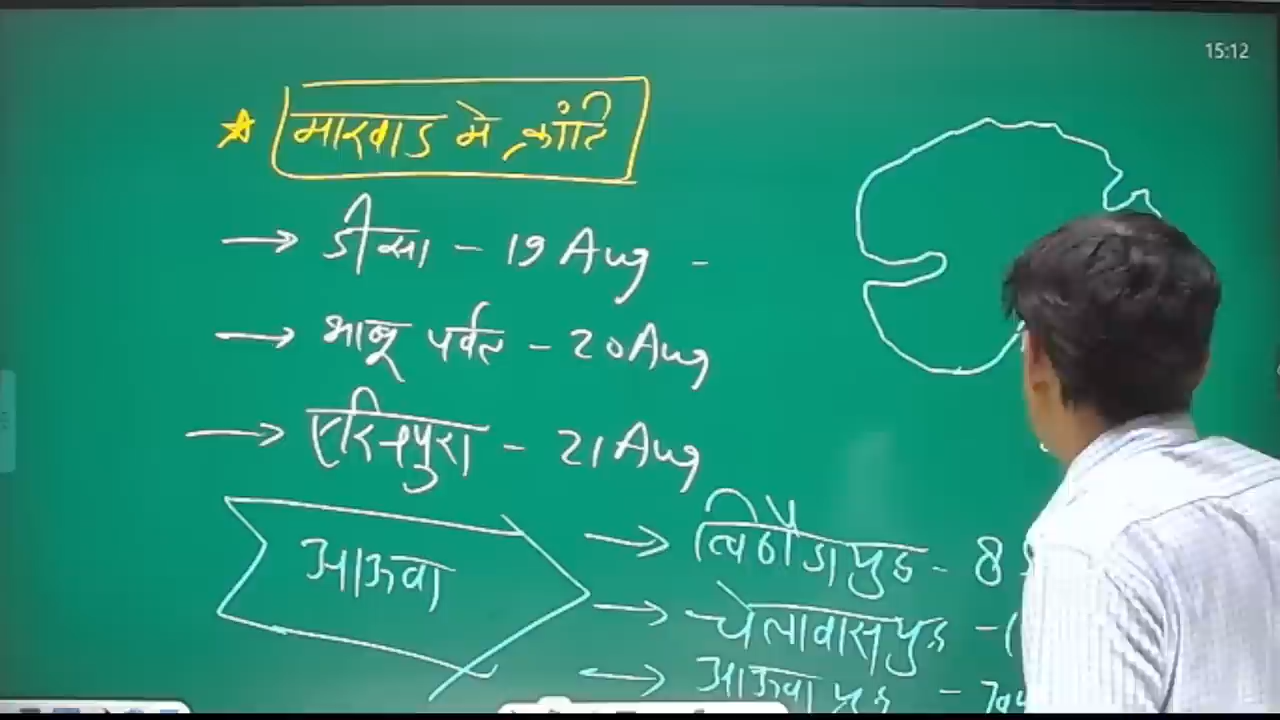 15:12
मारवाड मे क्रांति
→ डीसा - 19 Aug -
→ आबू पर्वत - 20 Aug
→ एरिनपुरा - 21 Aug
आऊवा
→ बिठौडा युद्ध - 8
→ चेलावास युद्ध -
→ आऊवा युद्ध -